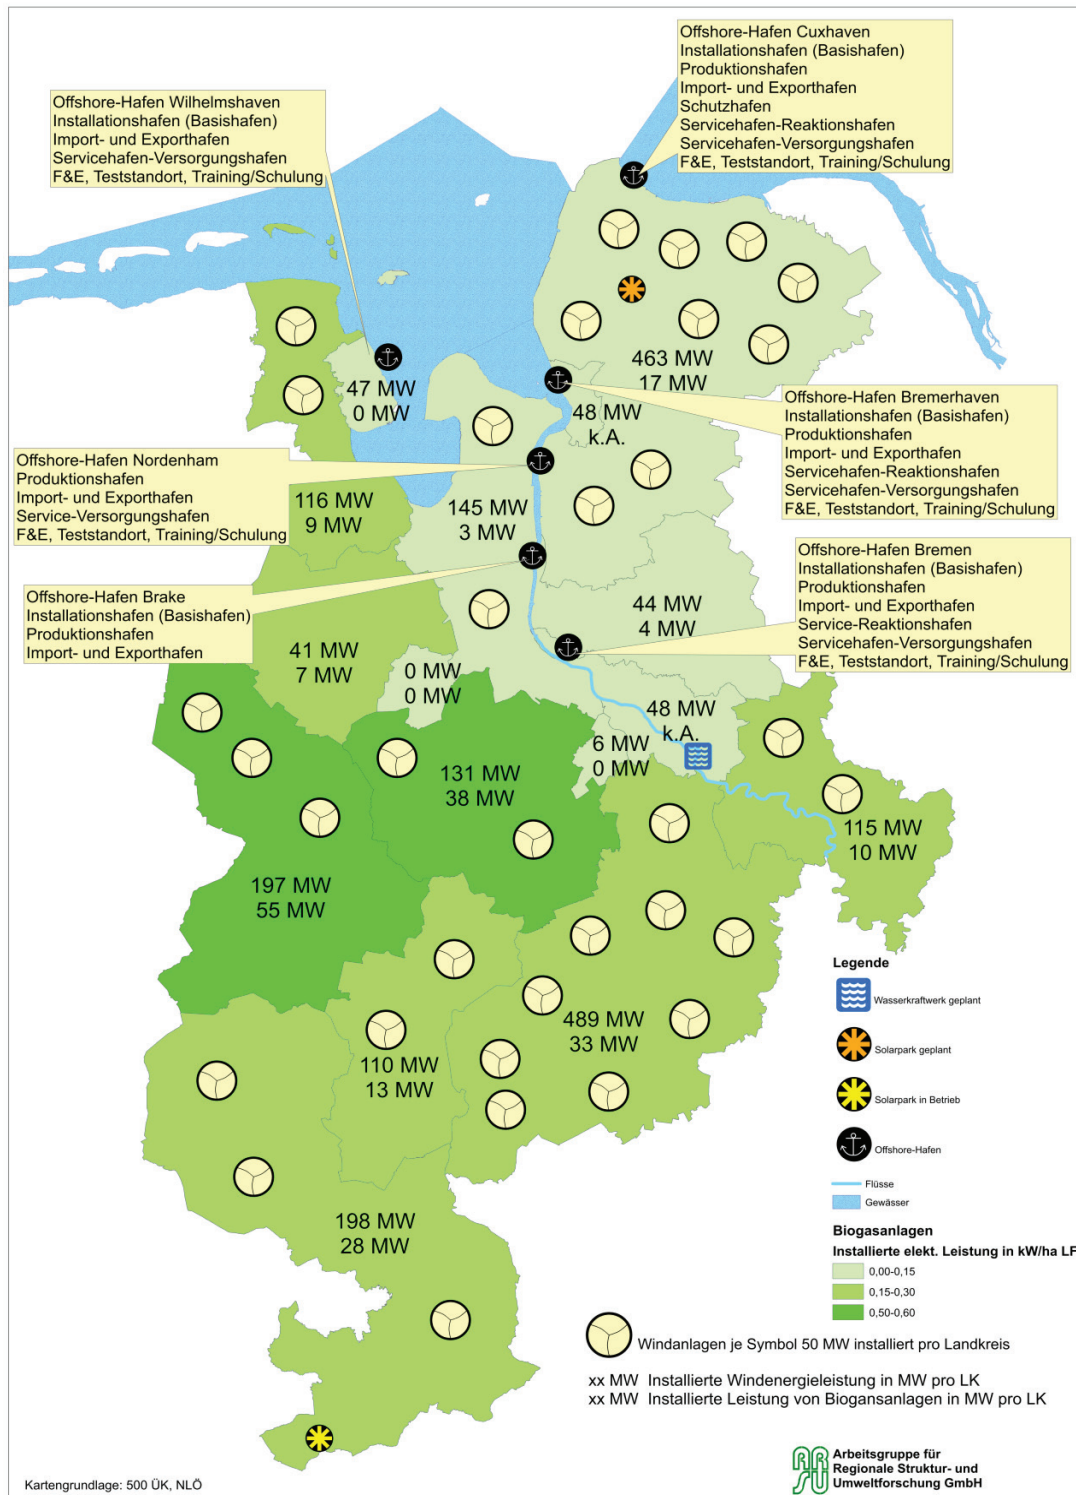 Offshore-Hafen Cuxhaven
Installationshafen (Basishafen)
Produktionshafen
Import- und Exporthafen
Schutzhafen
Servicehafen-Reaktionshafen
Servicehafen-Versorgungshafen
F&E, Teststandort, Training/Schulung
Offshore-Hafen Wilhelmshaven
Installationshafen (Basishafen)
Import- und Exporthafen
Servicehafen-Versorgungshafen
F&E, Teststandort, Training/Schulung
463 MW
17 MW
47 MW
0 MW
48 MW
k.A.
Offshore-Hafen Bremerhaven
Installationshafen (Basishafen)
Produktionshafen
Import- und Exporthafen
Servicehafen-Reaktionshafen
Servicehafen-Versorgungshafen
F&E, Teststandort, Training/Schulung
Offshore-Hafen Nordenham
Produktionshafen
Import- und Exporthafen
Service-Versorgungshafen
F&E, Teststandort, Training/Schulung
116 MW
9 MW
145 MW
3 MW
Offshore-Hafen Bremen
Installationshafen (Basishafen)
Produktionshafen
Import- und Exporthafen
Service-Reaktionshafen
Servicehafen-Versorgungshafen
F&E, Teststandort, Training/Schulung
Offshore-Hafen Brake
Installationshafen (Basishafen)
Produktionshafen
Import- und Exporthafen
44 MW
4 MW
41 MW
7 MW
0 MW
0 MW
48 MW
k.A.
6 MW
0 MW
131 MW
38 MW
115 MW
10 MW
197 MW
55 MW
489 MW
33 MW
110 MW
13 MW
198 MW
28 MW
Legende
Wasserkraftwerk geplant
Solarpark geplant
Solarpark in Betrieb
Offshore-Hafen
Flüsse
Gewässer
Biogasanlagen
Installierte elekt. Leistung in kW/ha LF
0,00-0,15
0,15-0,30
0,50-0,60
Windanlagen je Symbol 50 MW installiert pro Landkreis
xx MW Installierte Windenergieleistung in MW pro LK
xx MW Installierte Leistung von Biogansanlagen in MW pro LK
Kartengrundlage: 500 ÜK, NLÖ
ARSU
Arbeitsgruppe für
Regionale Struktur- und
Umweltforschung GmbH